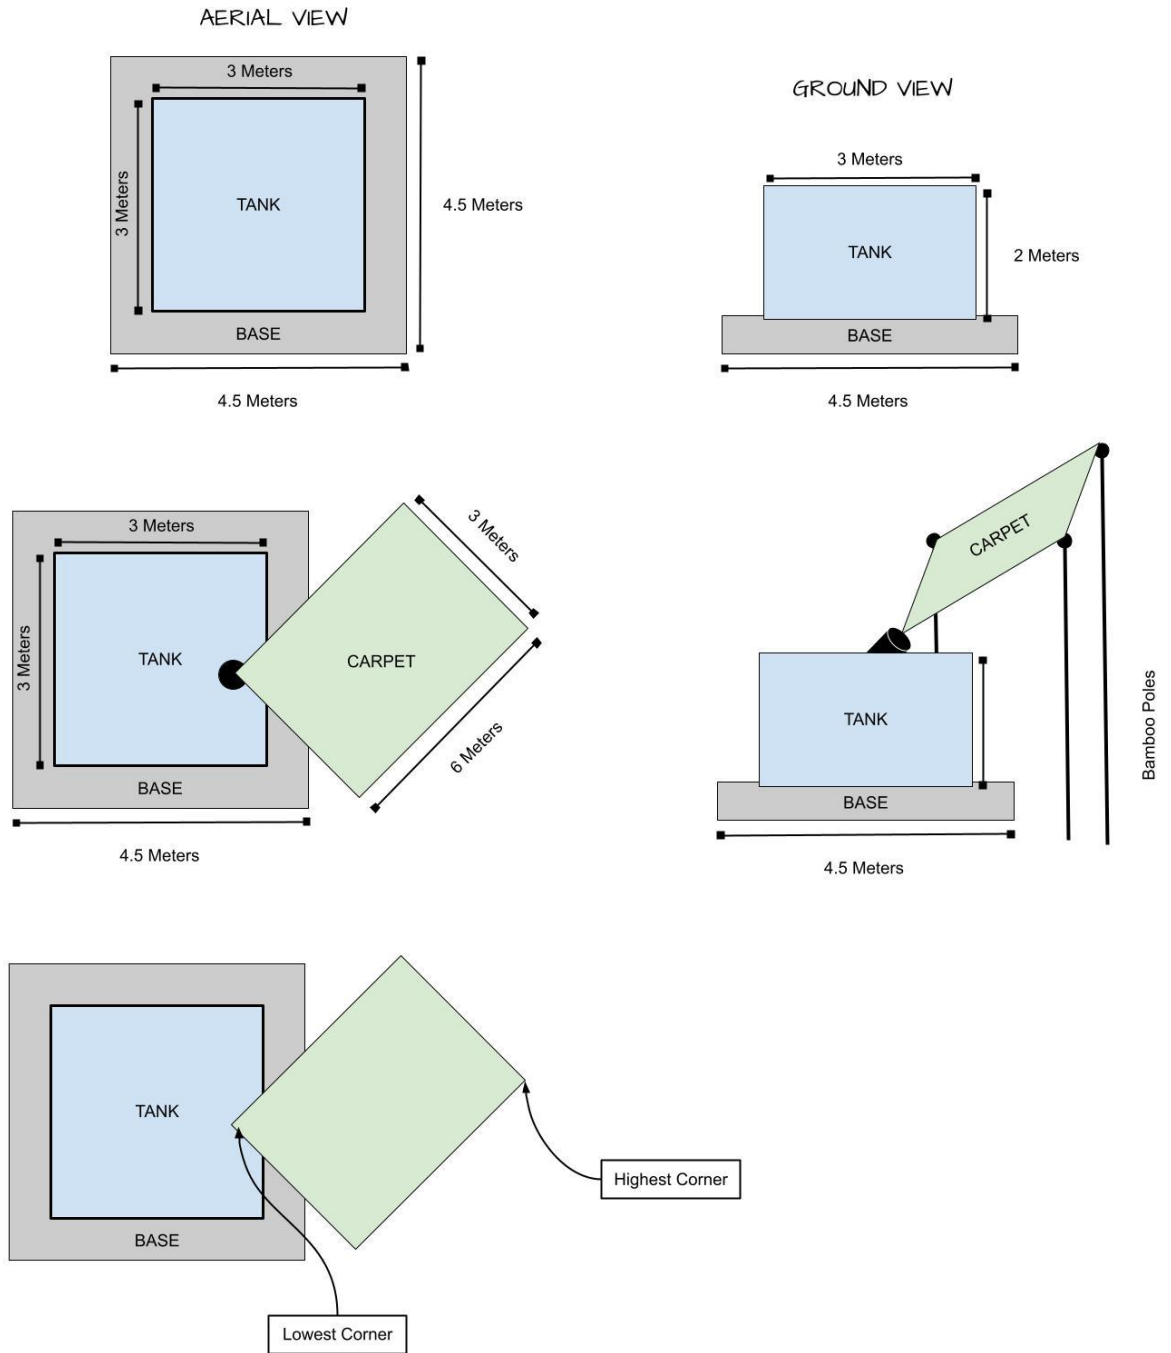 AERIAL VIEW
3 Meters
3 Meters
TANK
4.5 Meters
BASE
4.5 Meters
GROUND VIEW
3 Meters
TANK
2 Meters
BASE
4.5 Meters
3 Meters
3 Meters
3 Meters
TANK
CARPET
6 Meters
BASE
4.5 Meters
CARPET
TANK
Bamboo Poles
BASE
4.5 Meters
TANK
Highest Corner
BASE
Lowest Corner